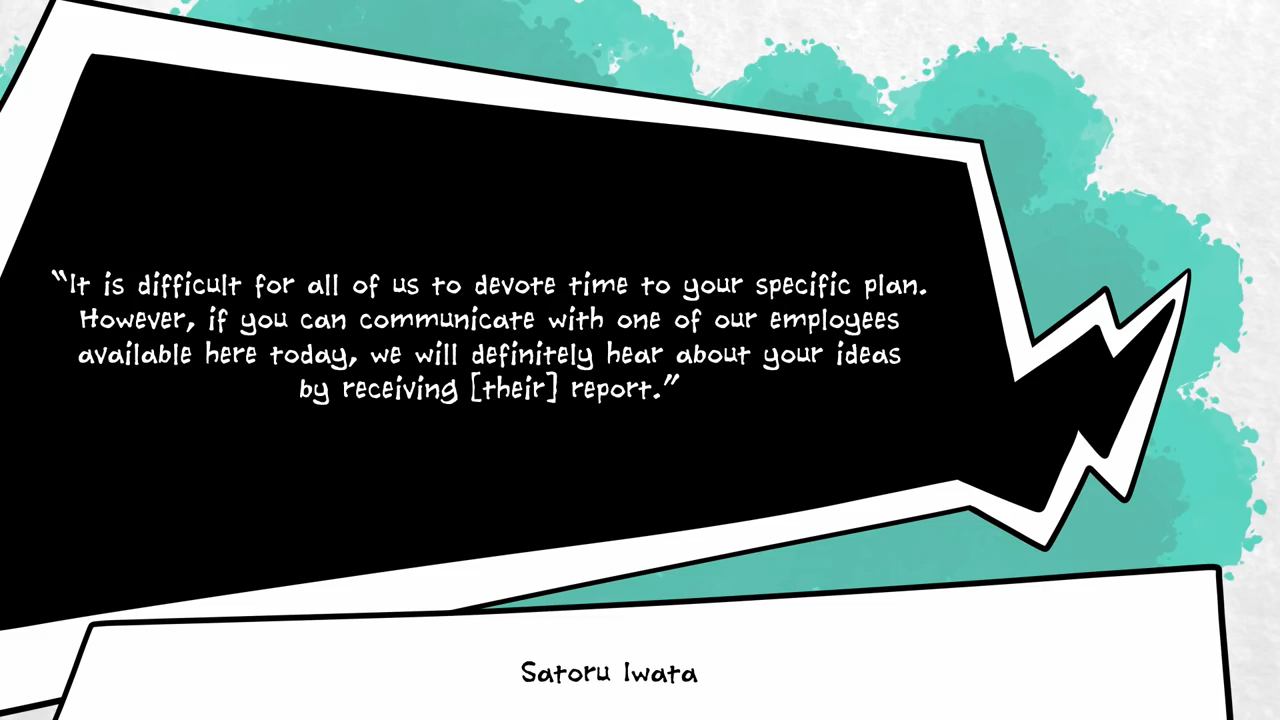 “It is difficult for all of us to devote time to your specific plan.
However, if you can communicate with one of our employees
available here today, we will definitely hear about your ideas
by receiving [their] report.”
Satoru Iwata